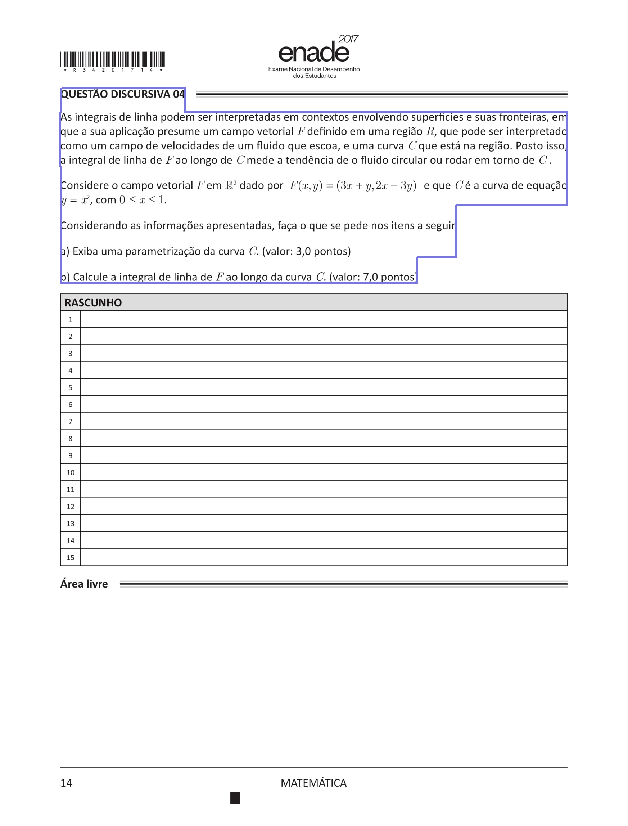 *R3420171​4*
enade 2017
Exame Nacional de Desempenho
dos Estudantes
QUESTÃO DISCURSIVA 04
As integrais de linha podem ser interpretadas em contextos envolvendo superfícies e suas fronteiras, em
que a sua aplicação presume um campo vetorial F definido em uma região R, que pode ser interpretado
como um campo de velocidades de um fluido que escoa, e uma curva C que está na região. Posto isso,
a integral de linha de F ao longo de C mede a tendência de o fluido circular ou rodar em torno de C.
Considere o campo vetorial F em ℝ² dado por F(x, y) = (3x + y, 2x − 3y) e que C é a curva de equação
y = x², com 0 ≤ x ≤ 1.
Considerando as informações apresentadas, faça o que se pede nos itens a seguir
a) Exiba uma parametrização da curva C. (valor: 3,0 pontos)
b) Calcule a integral de linha de F ao longo da curva C. (valor: 7,0 pontos)
RASCUNHO
1
2
3
4
5
6
7
8
9
10
11
12
13
14
15
Área livre
14 MATEMÁTICA